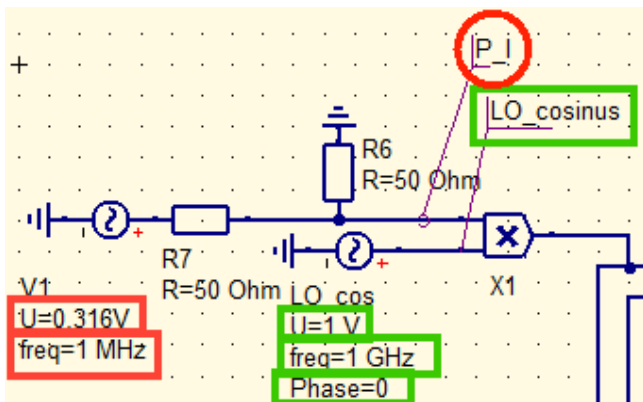 P_I
LO_cosinus
R6
R=50 Ohm
R7
R=50 Ohm
V1
U=0.316V
freq=1 MHz
LO_cos
U=1 V
freq=1 GHz
Phase=0
X1